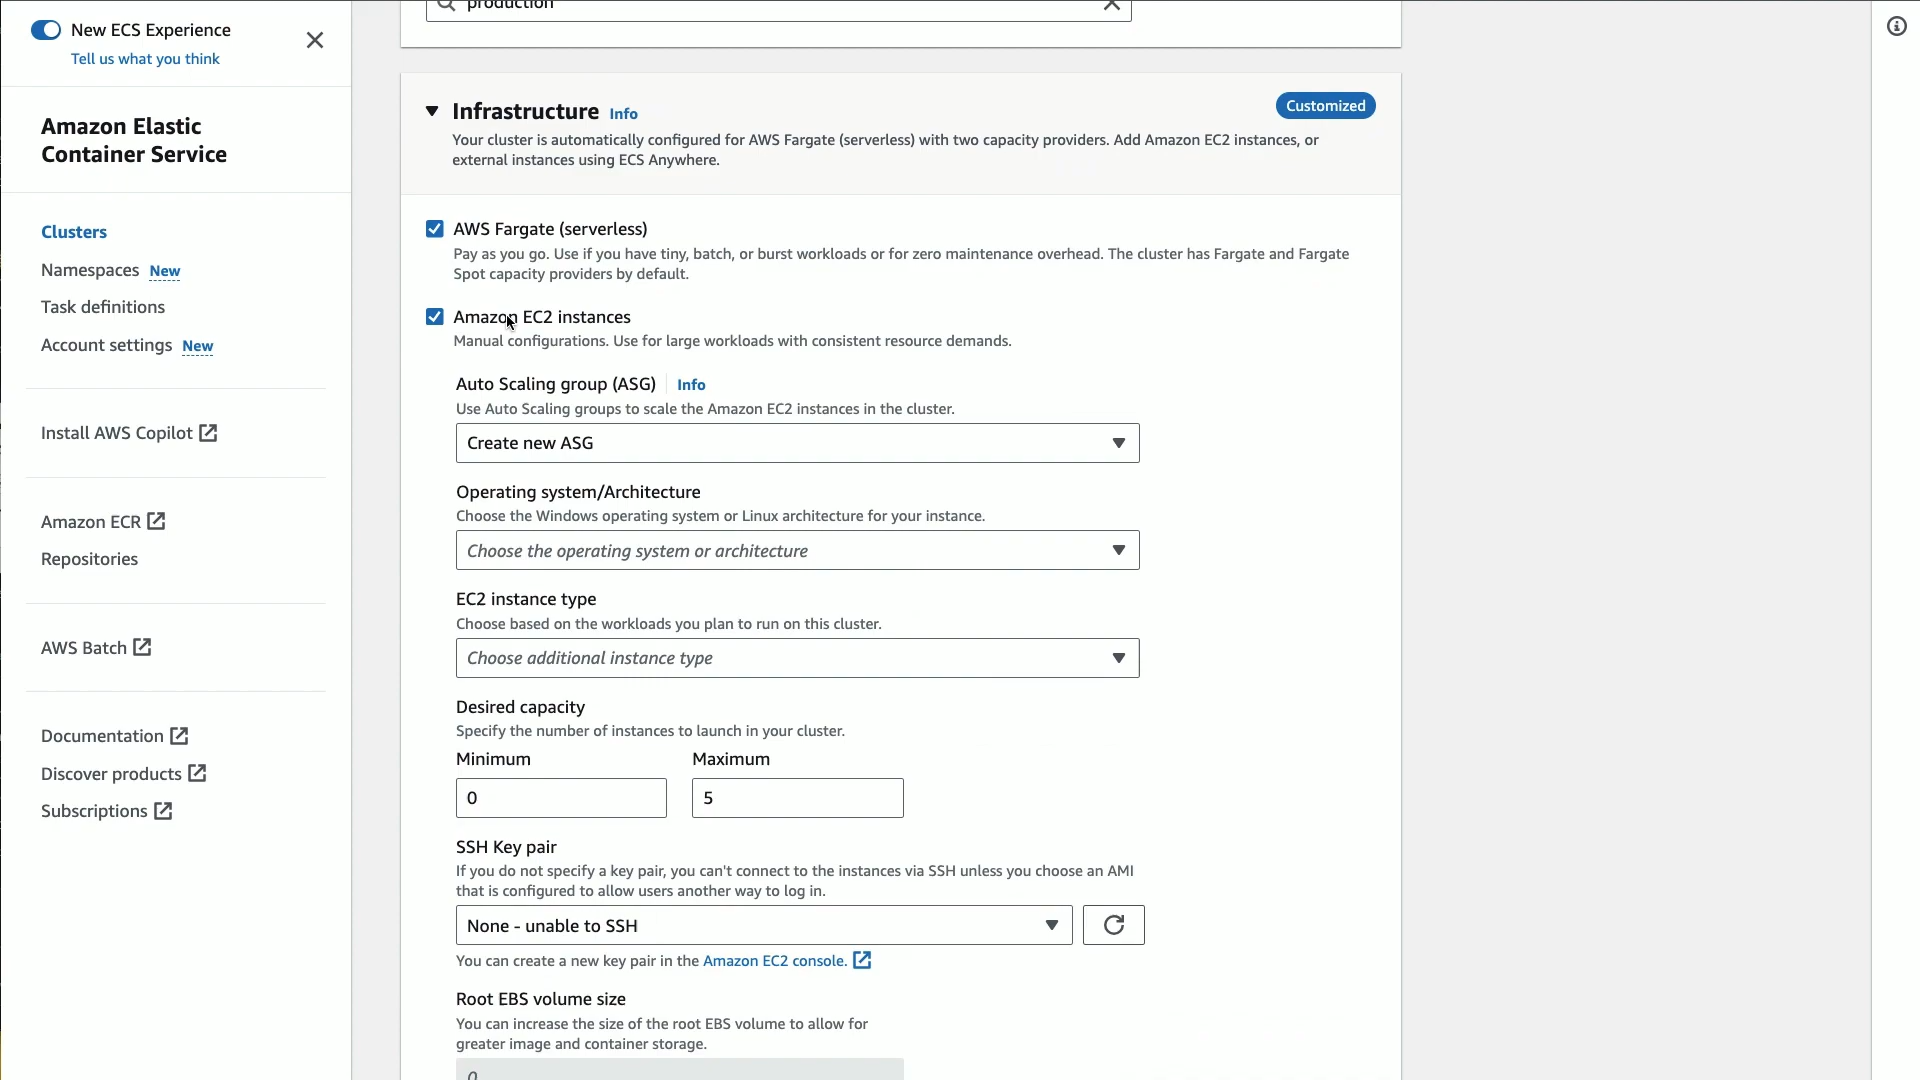 New ECS Experience
Tell us what you think
Amazon Elastic
Container Service
Clusters
Namespaces New
Task definitions
Account settings New
Install AWS Copilot
Amazon ECR
Repositories
AWS Batch
Documentation
Discover products
Subscriptions
production
Infrastructure Info
Customized
Your cluster is automatically configured for AWS Fargate (serverless) with two capacity providers. Add Amazon EC2 instances, or
external instances using ECS Anywhere.
AWS Fargate (serverless)
Pay as you go. Use if you have tiny, batch, or burst workloads or for zero maintenance overhead. The cluster has Fargate and Fargate
Spot capacity providers by default.
Amazon EC2 instances
Manual configurations. Use for large workloads with consistent resource demands.
Auto Scaling group (ASG) Info
Use Auto Scaling groups to scale the Amazon EC2 instances in the cluster.
Create new ASG
Operating system/Architecture
Choose the Windows operating system or Linux architecture for your instance.
Choose the operating system or architecture
EC2 instance type
Choose based on the workloads you plan to run on this cluster.
Choose additional instance type
Desired capacity
Specify the number of instances to launch in your cluster.
Minimum Maximum
0 5
SSH Key pair
If you do not specify a key pair, you can't connect to the instances via SSH unless you choose an AMI
that is configured to allow users another way to log in.
None - unable to SSH
You can create a new key pair in the Amazon EC2 console.
Root EBS volume size
You can increase the size of the root EBS volume to allow for
greater image and container storage.
0